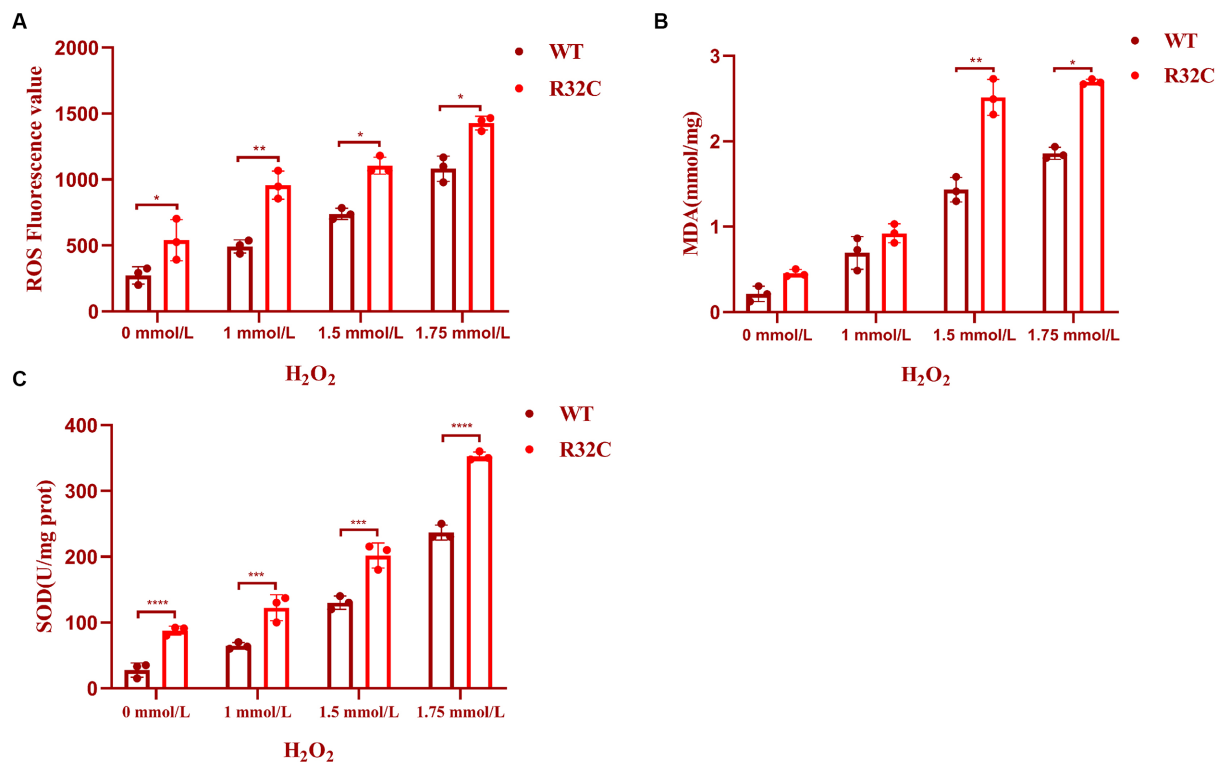 A
ROS Fluorescence value
2000
1500
1000
500
0
*
**
*
*
WT
R32C
0 mmol/L 1 mmol/L 1.5 mmol/L 1.75 mmol/L
H₂O₂
B
MDA(mmol/mg)
3
2
1
0
**
*
WT
R32C
0 mmol/L 1 mmol/L 1.5 mmol/L 1.75 mmol/L
H₂O₂
C
SOD(U/mg prot)
400
300
200
100
0
****
***
***
****
WT
R32C
0 mmol/L 1 mmol/L 1.5 mmol/L 1.75 mmol/L
H₂O₂